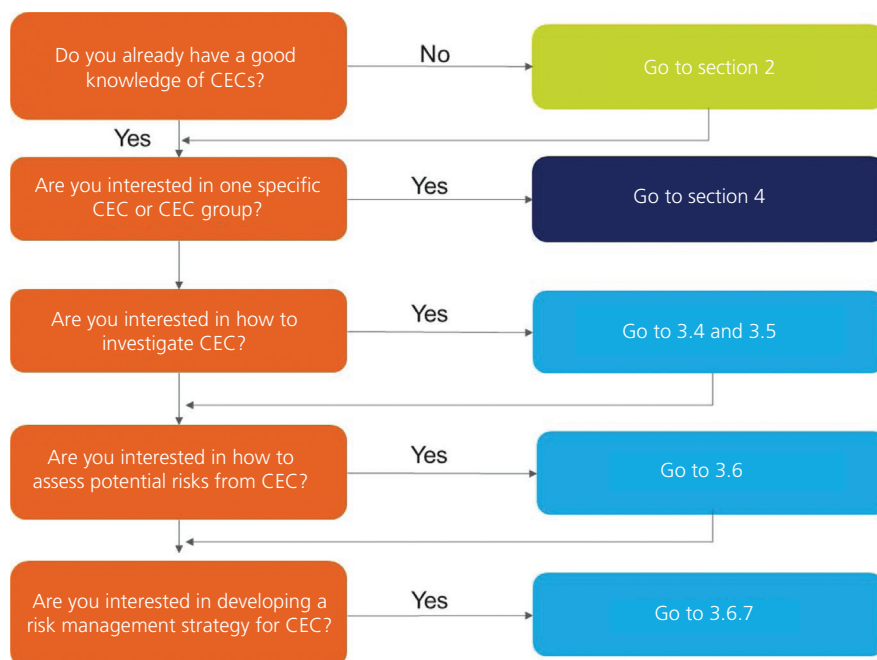 Do you already have a good
knowledge of CECs?
No
Go to section 2
Yes
Are you interested in one specific
CEC or CEC group?
Yes
Go to section 4
Are you interested in how to
investigate CEC?
Yes
Go to 3.4 and 3.5
Are you interested in how to
assess potential risks from CEC?
Yes
Go to 3.6
Are you interested in developing a
risk management strategy for CEC?
Yes
Go to 3.6.7